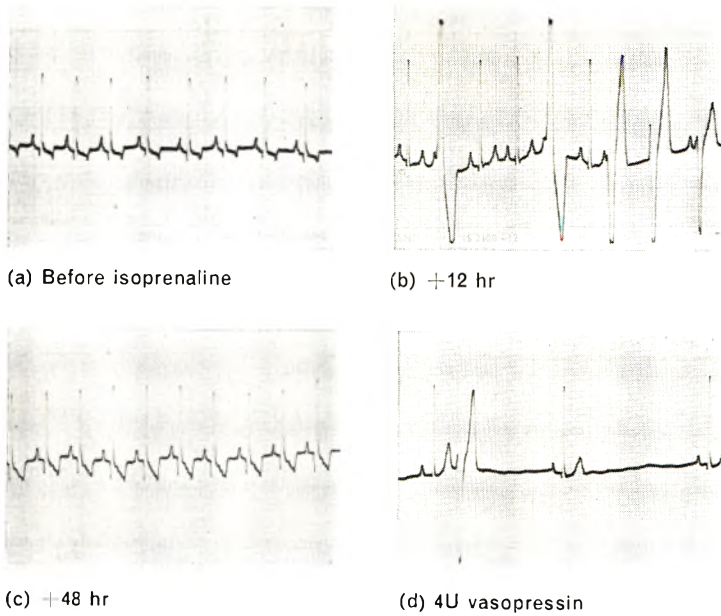 (a) Before isoprenaline
(b) +12 hr
(c) +48 hr
(d) 4U vasopressin